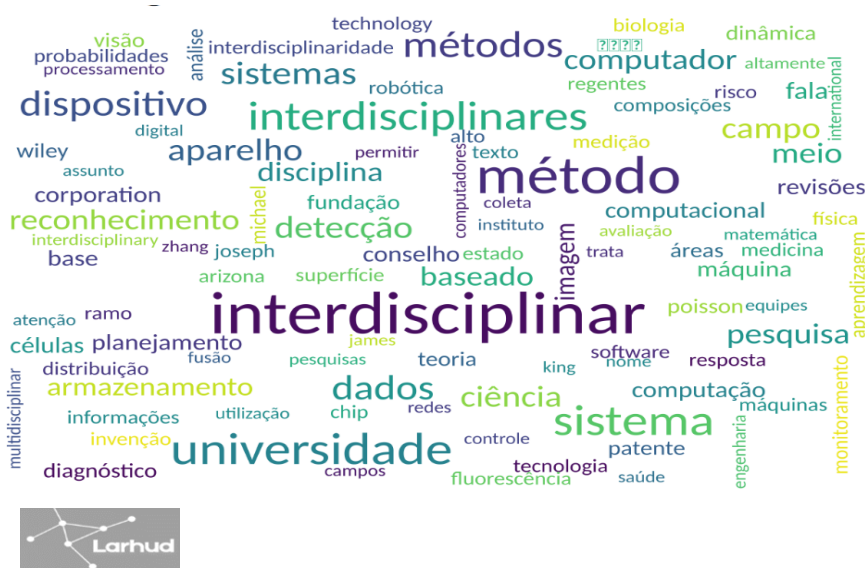 technology
biologia
visão
interdisciplinaridade
métodos
dinâmica
probabilidades
análise
computador
altamente
processamento
sistemas
robótica
regentes
risco
fala
international
dispositivo
interdisciplinares
composições
digital
alto
campo
wiley
aparelho
permitir
texto
medição
meio
assunto
disciplina
computadores
método
revisões
corporation
fundação
coleta
computacional
reconhecimento
michael
detecção
instituto
física
interdisciplinary
zhang
joseph
conselho
estado
imagem
avaliação
matemática
base
trata
áreas
medicina
arizona
superfície
baseado
máquina
aprendizagem
interdisciplinar
poisson
equipes
atenção
ramo
células
planejamento
james
pesquisa
distribuição
fusão
pesquisas
teoria
king
software
nome
resposta
multidisciplinar
armazenamento
dados
ciência
computação
máquinas
monitoramento
informações
utilização
chip
redes
sistema
invenção
universidade
controle
patente
engenharia
diagnóstico
campos
tecnologia
fluorescência
saúde
Larhud